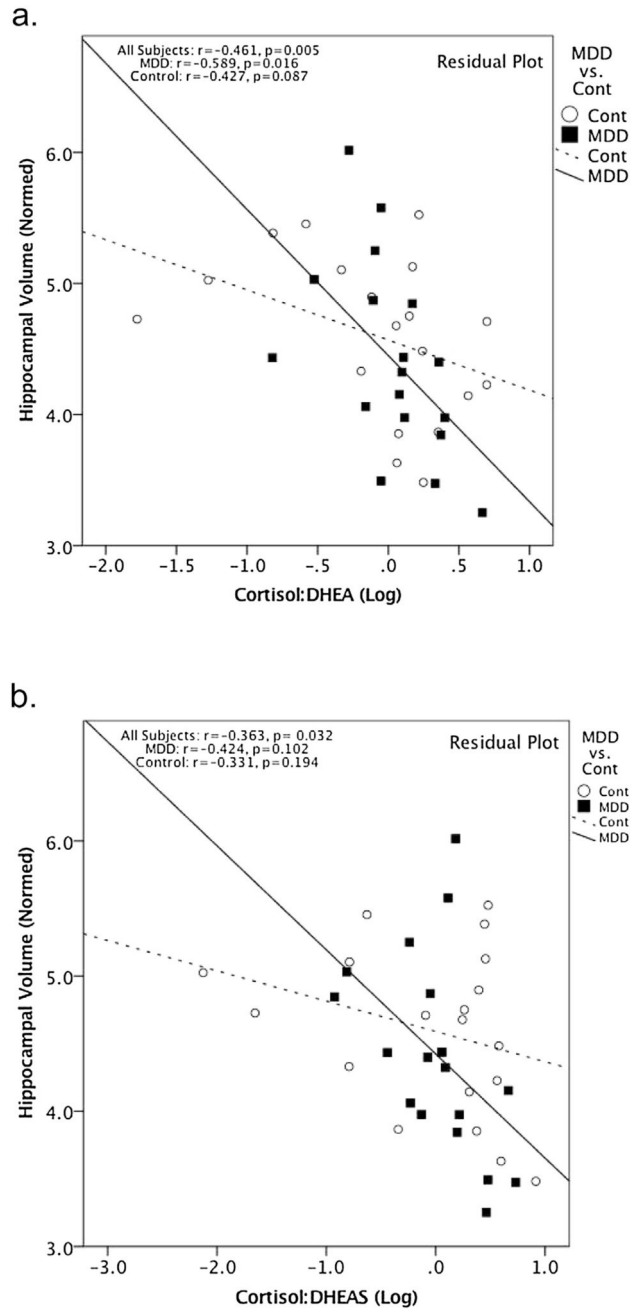 a.
All Subjects: r=-0.461, p=0.005
MDD: r=-0.589, p=0.016
Control: r=-0.427, p=0.087
Residual Plot
MDD
vs.
Cont
Cont
MDD
Cont
MDD
Hippocampal Volume (Normed)
6.0
5.0
4.0
3.0
-2.0 -1.5 -1.0 -.5 .0 .5 1.0
Cortisol:DHEA (Log)
b.
All Subjects: r=-0.363, p= 0.032
MDD: r=-0.424, p=0.102
Control: r=-0.331, p=0.194
Residual Plot
MDD
vs.
Cont
Cont
MDD
Cont
MDD
Hippocampal Volume (Normed)
6.0
5.0
4.0
3.0
-3.0 -2.0 -1.0 .0 1.0
Cortisol:DHEAS (Log)